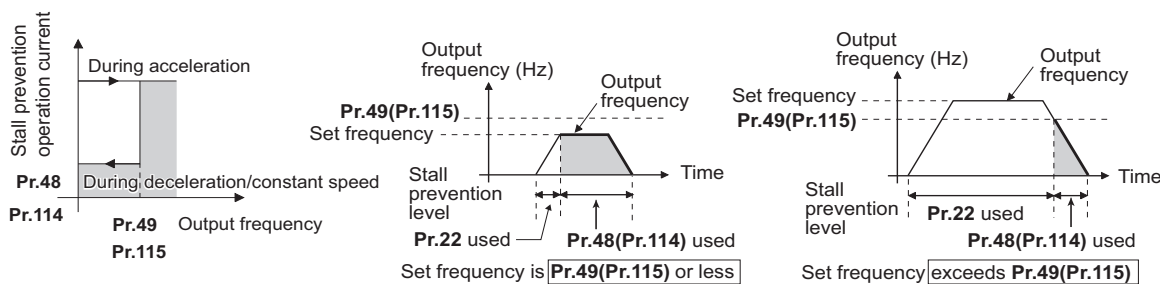 Stall prevention
operation current
During acceleration
Pr.48
During deceleration/constant speed
Pr.114
Pr.49
Output frequency
Pr.115
Output
frequency (Hz)
Output
frequency
Pr.49(Pr.115)
Set frequency
Time
Stall
prevention
level
Pr.22 used
Pr.48(Pr.114) used
Set frequency is Pr.49(Pr.115) or less
Output
frequency (Hz)
Output
frequency
Set frequency
Pr.49(Pr.115)
Time
Stall
prevention
level
Pr.22 used
Pr.48(Pr.114) used
Set frequency exceeds Pr.49(Pr.115)